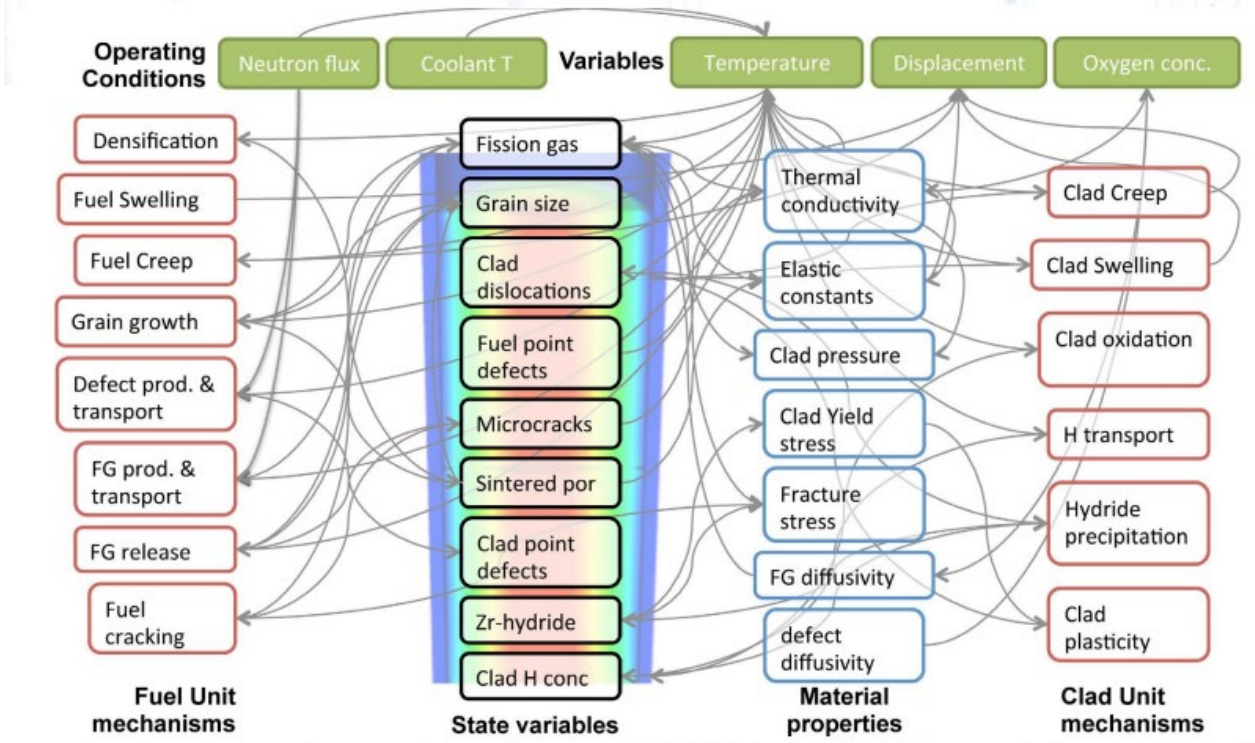 Operating
Conditions
Neutron flux
Coolant T
Variables
Temperature
Displacement
Oxygen conc.
Densification
Fuel Swelling
Fuel Creep
Grain growth
Defect prod. &
transport
FG prod. &
transport
FG release
Fuel
cracking
Fuel Unit
mechanisms
Fission gas
Grain size
Clad
dislocations
Fuel point
defects
Microcracks
Sintered por
Clad point
defects
Zr-hydride
Clad H conc
State variables
Thermal
conductivity
Elastic
constants
Clad pressure
Clad Yield
stress
Fracture
stress
FG diffusivity
defect
diffusivity
Material
properties
Clad Creep
Clad Swelling
Clad oxidation
H transport
Hydride
precipitation
Clad
plasticity
Clad Unit
mechanisms